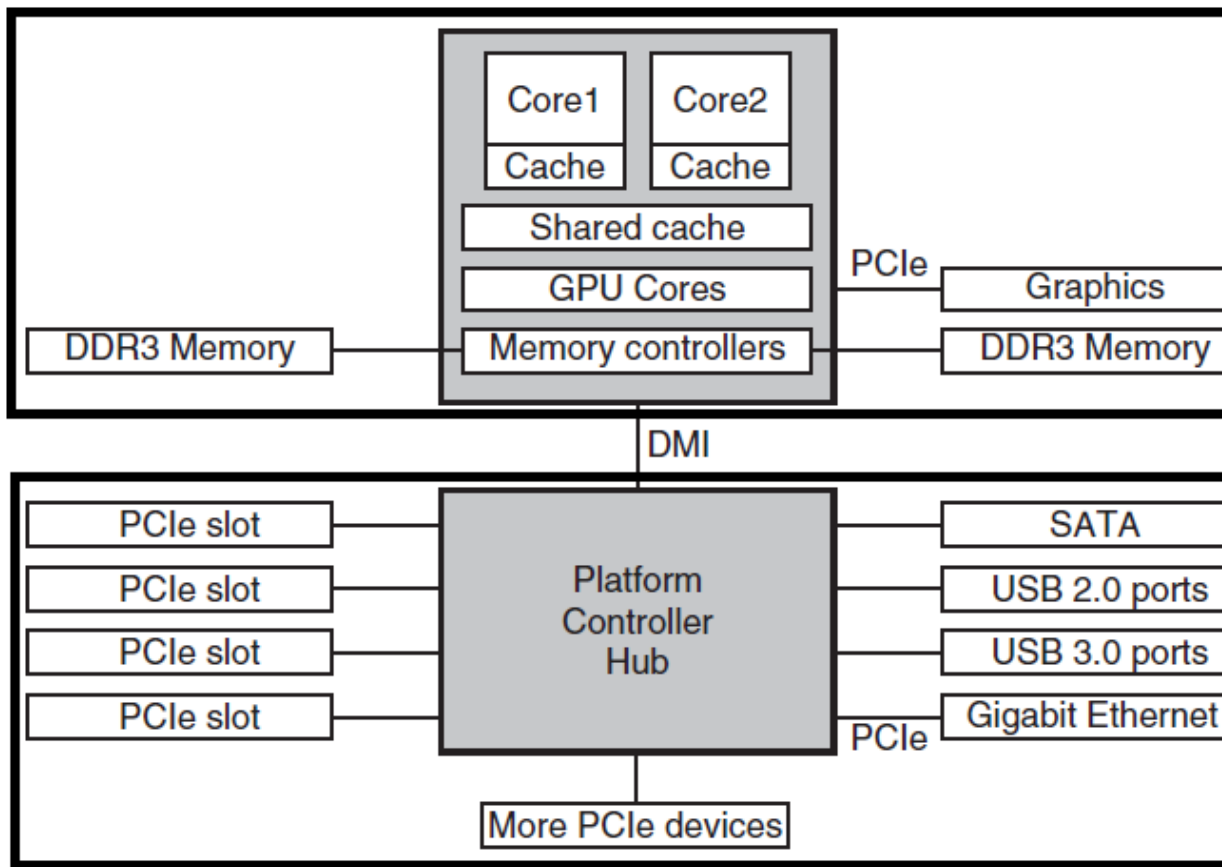 Core1
Core2
Cache
Cache
Shared cache
GPU Cores
PCIe
Graphics
DDR3 Memory
Memory controllers
DDR3 Memory
DMI
PCIe slot
PCIe slot
PCIe slot
PCIe slot
Platform
Controller
Hub
SATA
USB 2.0 ports
USB 3.0 ports
Gigabit Ethernet
PCIe
More PCIe devices